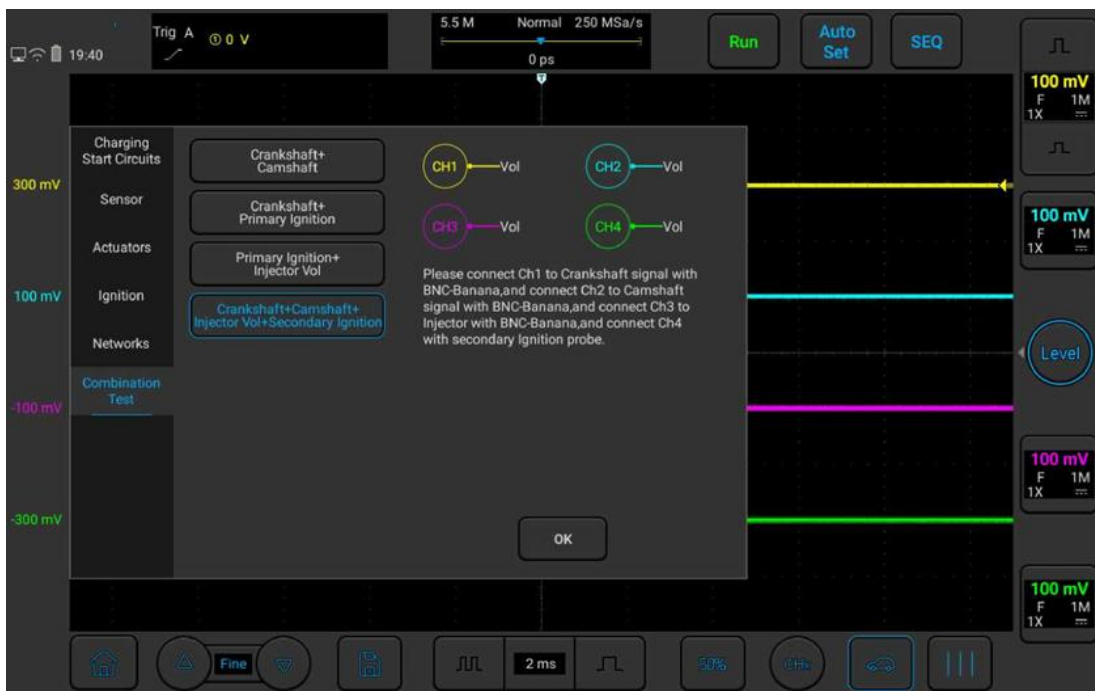 5.5 M Normal 250 MSa/s
Trig A ① 0 V
19:40
0 ps
Run
Auto
Set
SEQ
T
100 mV
F 1M
1X
Charging
Start Circuits
Sensor
Actuators
Ignition
Networks
Combination
Test
Crankshaft+
Camshaft
Crankshaft+
Primary Ignition
Primary Ignition+
Injector Vol
Crankshaft+Camshaft+
Injector Vol+Secondary Ignition
CH1 Vol
CH2 Vol
CH3 Vol
CH4 Vol
Please connect Ch1 to Crankshaft signal with
BNC-Banana,and connect Ch2 to Camshaft
signal with BNC-Banana,and connect Ch3 to
Injector with BNC-Banana,and connect Ch4
with secondary Ignition probe.
OK
300 mV
100 mV
-100 mV
-300 mV
100 mV
F 1M
1X
Level
100 mV
F 1M
1X
100 mV
F 1M
1X
Fine
2 ms
50%
CHx